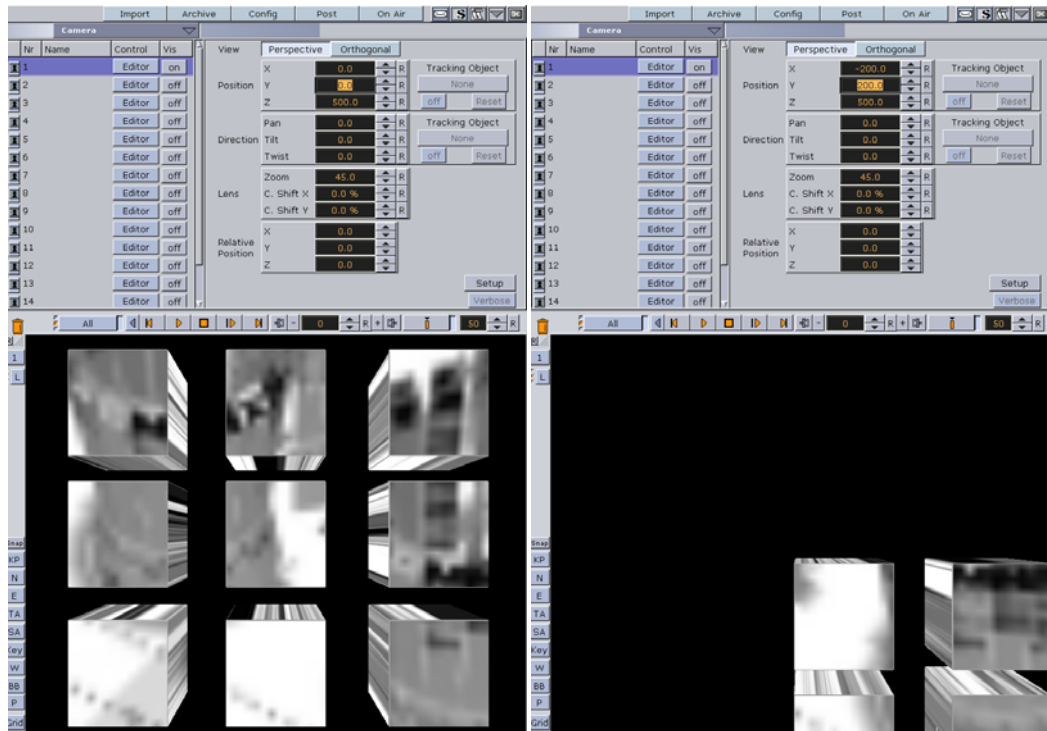 Import Archive Config Post On Air
Camera
Nr Name Control Vis
View Perspective Orthogonal
1 Editor on
X 0.0 R Tracking Object
2 Editor off
Position Y 0.0 R None
3 Editor off
Z 500.0 R off Reset
4 Editor off
Pan 0.0 R Tracking Object
5 Editor off
Direction Tilt 0.0 R None
6 Editor off
Twist 0.0 R off Reset
7 Editor off
Zoom 45.0 R
8 Editor off
Lens C. Shift X 0.0 % R
9 Editor off
C. Shift Y 0.0 % R
10 Editor off
X 0.0
11 Editor off
Relative Position Y 0.0
12 Editor off
Z 0.0
13 Editor off
Setup
14 Editor off
Verbose
All 0 R + 50 R
R
1
L
Snap
KP
N
E
TA
SA
Key
W
BB
P
Grid
Import Archive Config Post On Air
Camera
Nr Name Control Vis
View Perspective Orthogonal
1 Editor on
X -200.0 R Tracking Object
2 Editor off
Position Y 200.0 R None
3 Editor off
Z 500.0 R off Reset
4 Editor off
Pan 0.0 R Tracking Object
5 Editor off
Direction Tilt 0.0 R None
6 Editor off
Twist 0.0 R off Reset
7 Editor off
Zoom 45.0 R
8 Editor off
Lens C. Shift X 0.0 % R
9 Editor off
C. Shift Y 0.0 % R
10 Editor off
X 0.0
11 Editor off
Relative Position Y 0.0
12 Editor off
Z 0.0
13 Editor off
Setup
14 Editor off
Verbose
All 0 R + 50 R
R
1
L
Snap
KP
N
E
TA
SA
Key
W
BB
P
Grid